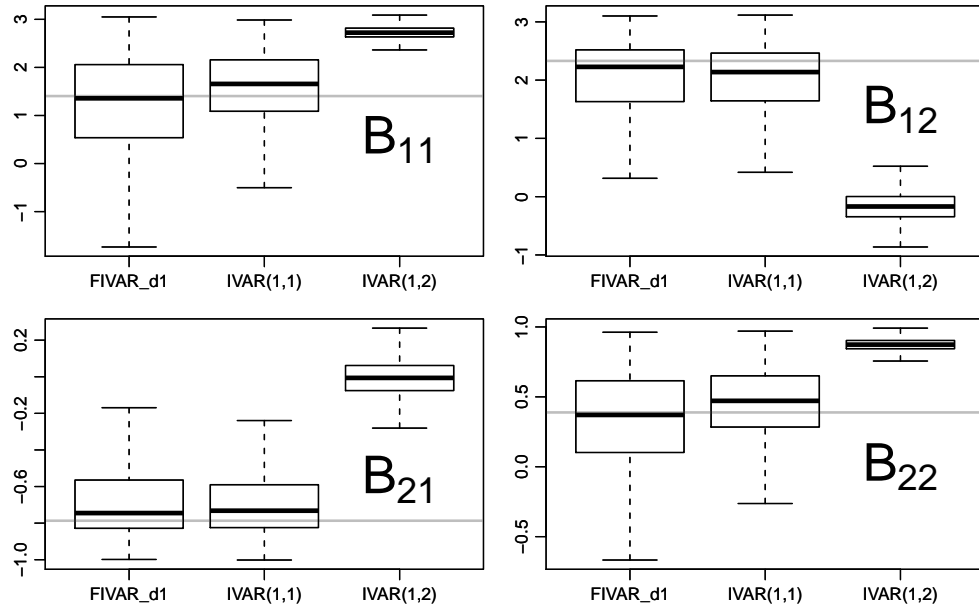 3
2
1
0
−1
B11
FIVAR_d1 IVAR(1,1) IVAR(1,2)
3
2
1
0
−1
B12
FIVAR_d1 IVAR(1,1) IVAR(1,2)
0.2
−0.2
−0.6
−1.0
B21
FIVAR_d1 IVAR(1,1) IVAR(1,2)
1.0
0.5
0.0
−0.5
B22
FIVAR_d1 IVAR(1,1) IVAR(1,2)